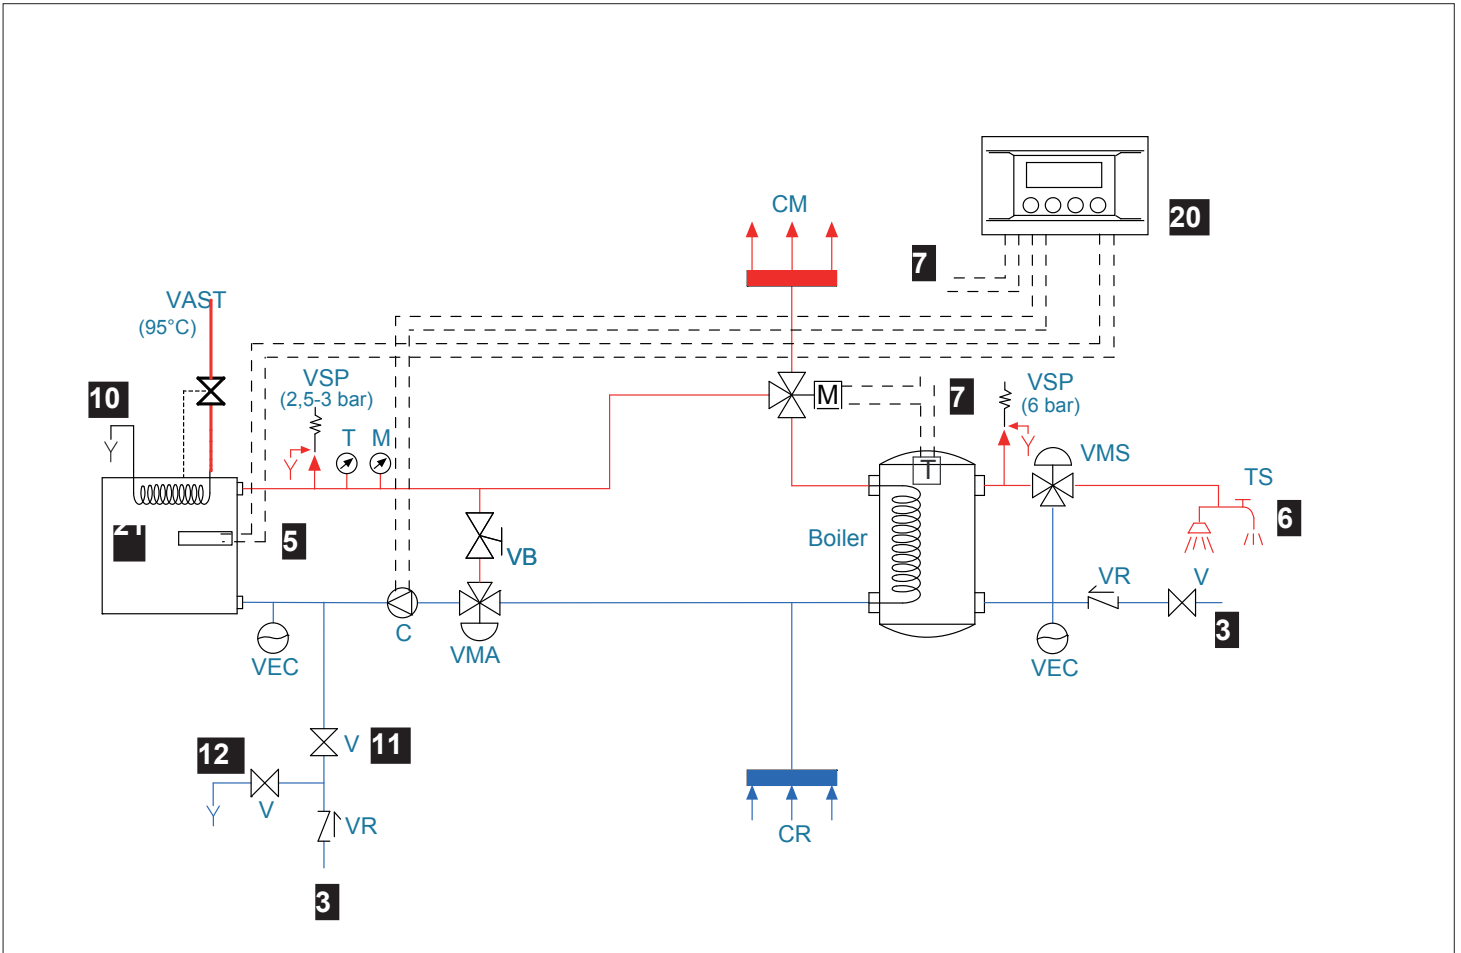 20
CM
7
VAST
(95°C)
VSP
(2,5-3 bar)
10
T M
M
7
VSP
(6 bar)
VMS
T
TS
6
21
5
VB
Boiler
VR
V
3
C
VMA
VEC
VEC
V
11
12
V
VR
CR
3